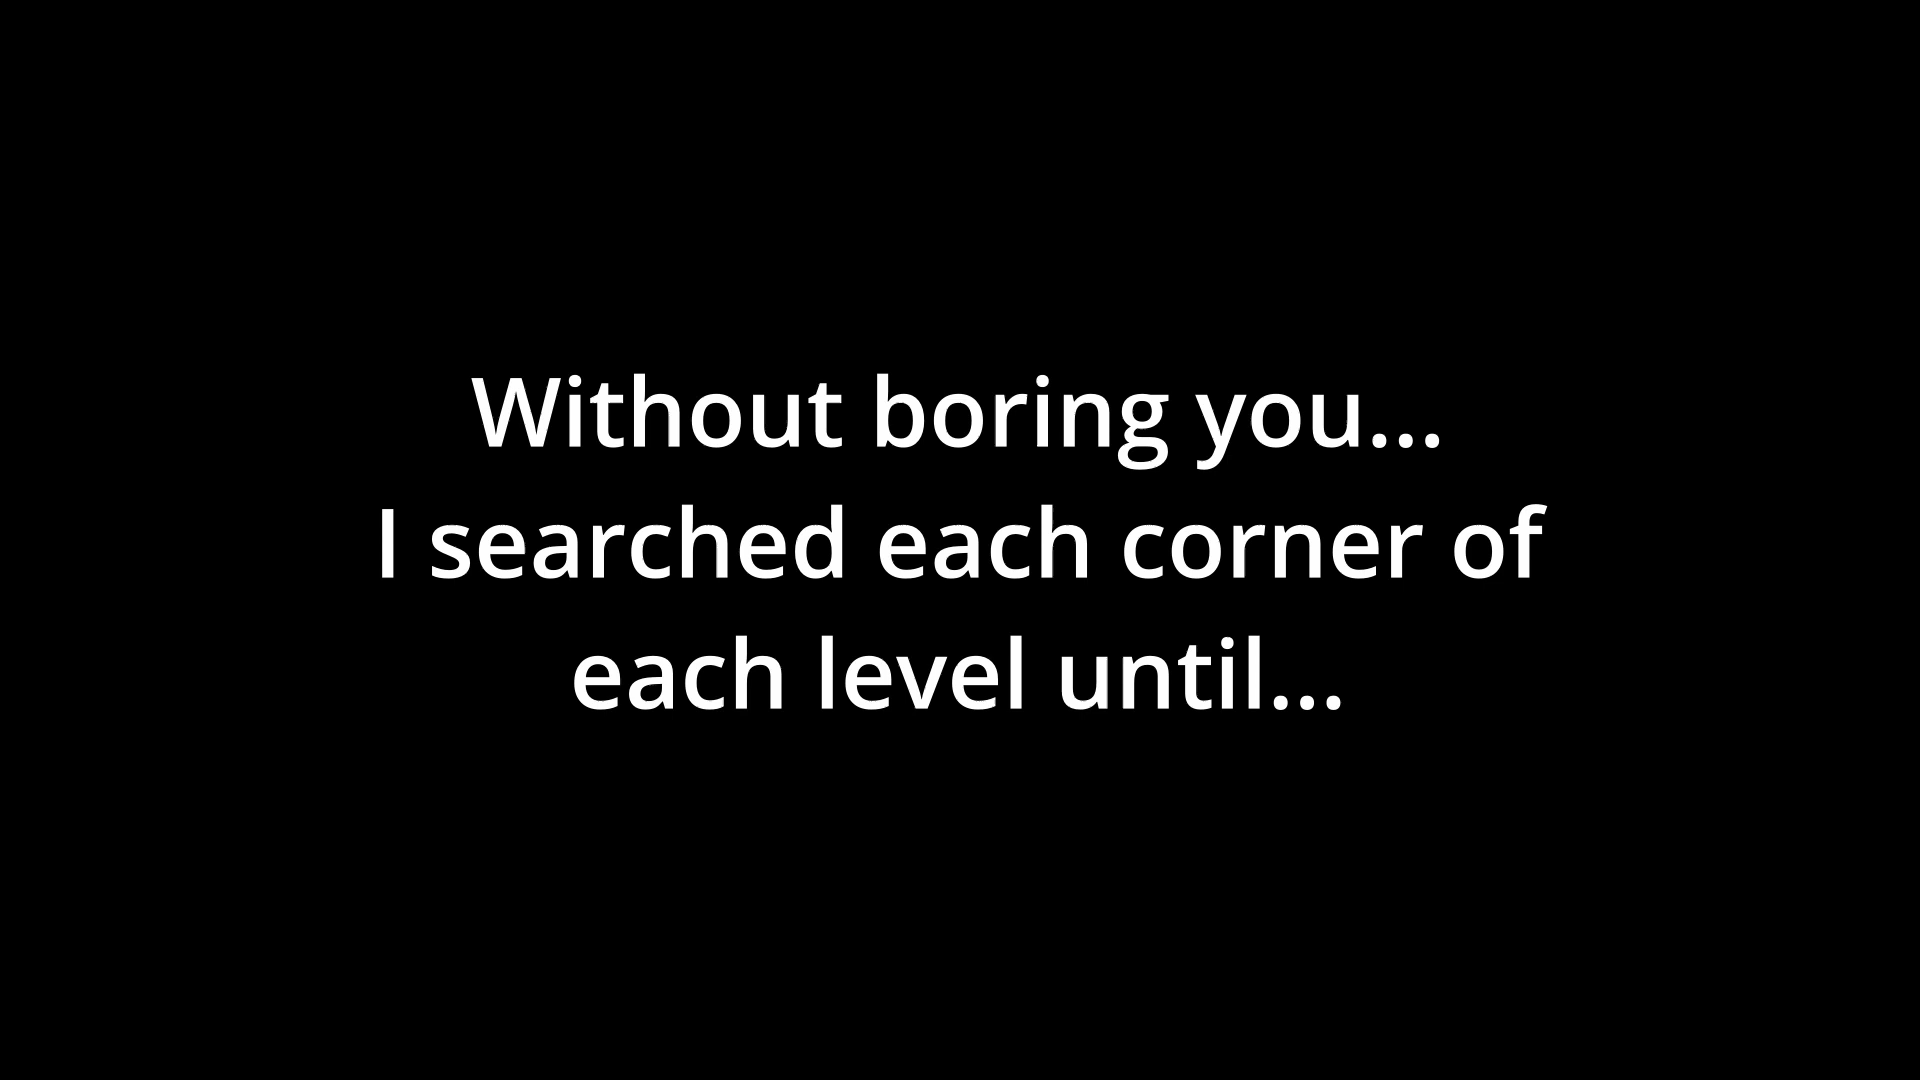 Without boring you...
I searched each corner of
each level until...